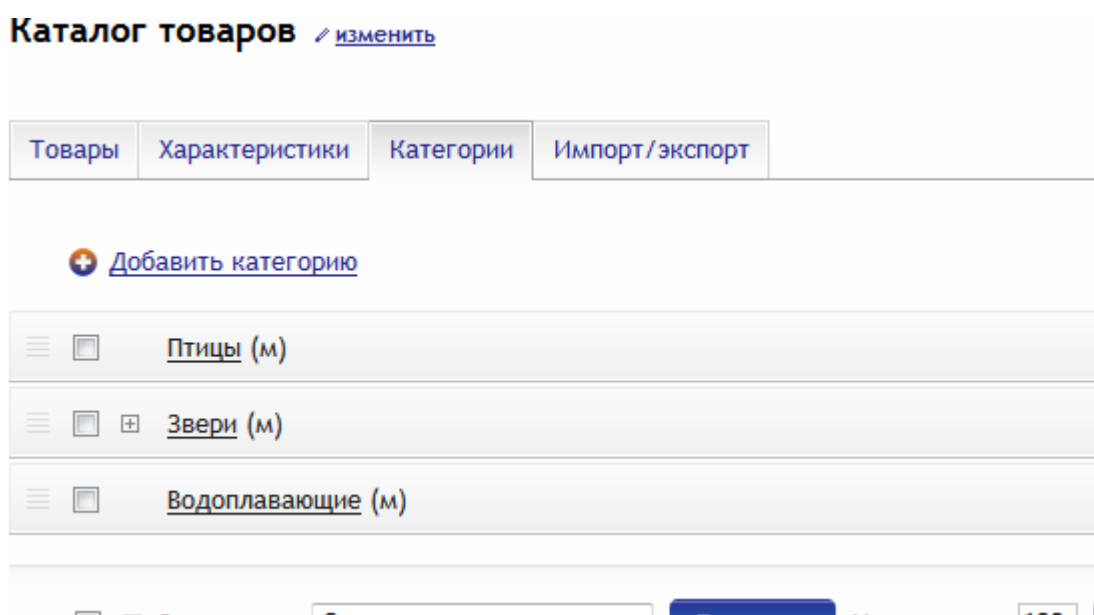 Каталог товаров изменить
Товары Характеристики Категории Импорт/экспорт
Добавить категорию
Птицы (м)
Звери (м)
Водоплавающие (м)